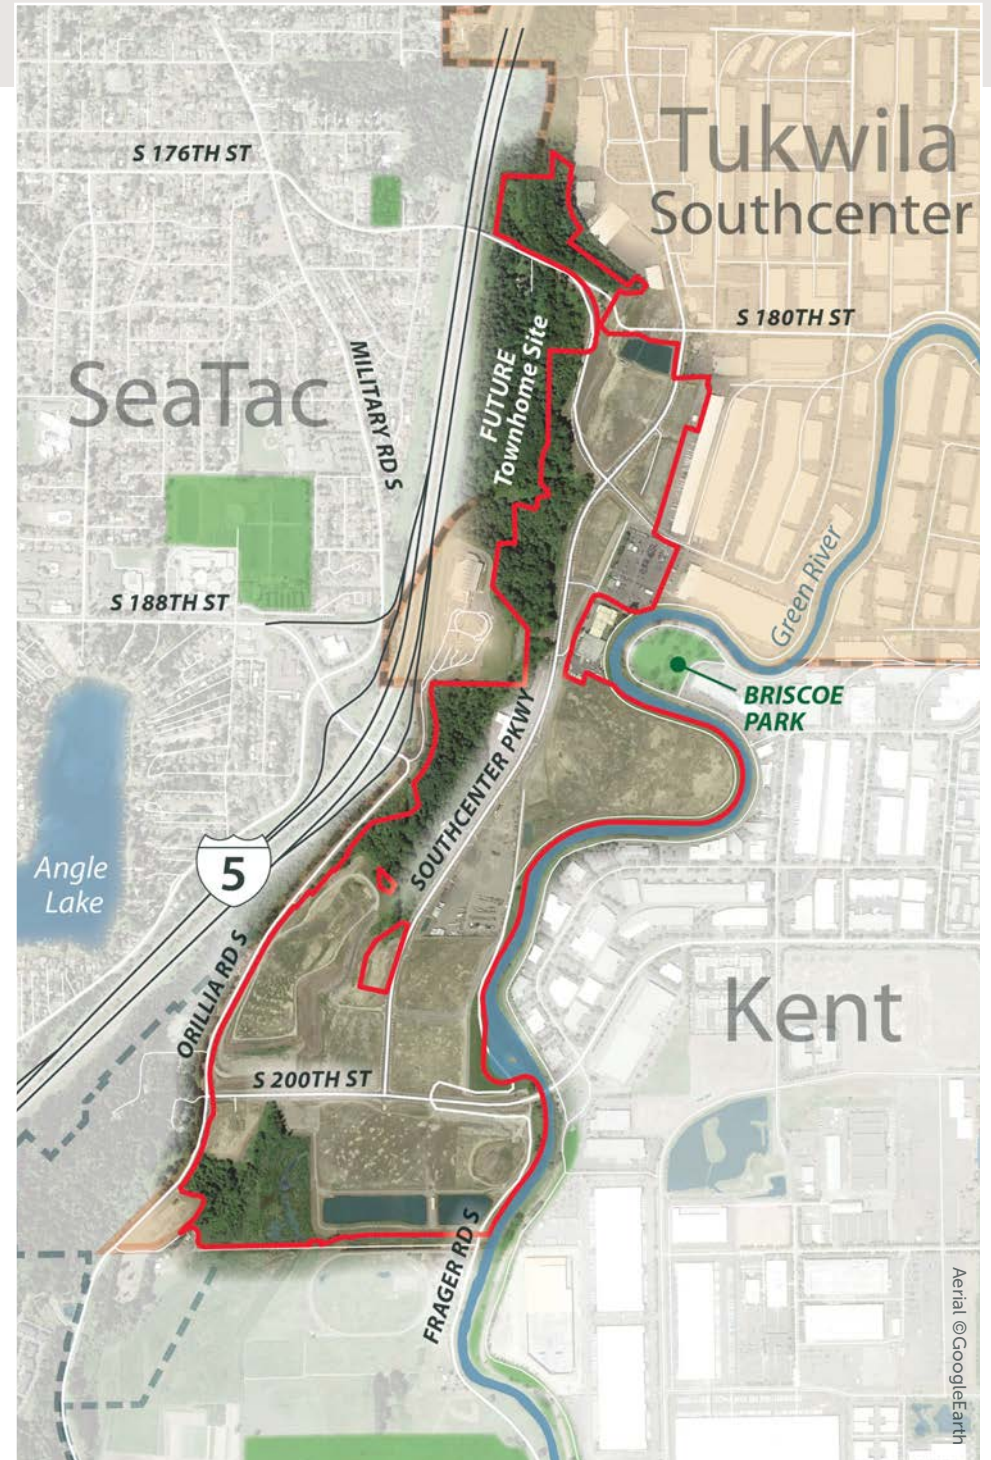 Tukwila
Southcenter
S 176TH ST
S 180TH ST
FUTURE
Townhome Site
SeaTac
MILITARY RD S
Green River
S 188TH ST
BRISCOE
PARK
SOUTHCENTER PKWY
5
Angle
Lake
ORILLIA RD S
Kent
S 200TH ST
FRAGER RD S
Aerial ©GoogleEarth